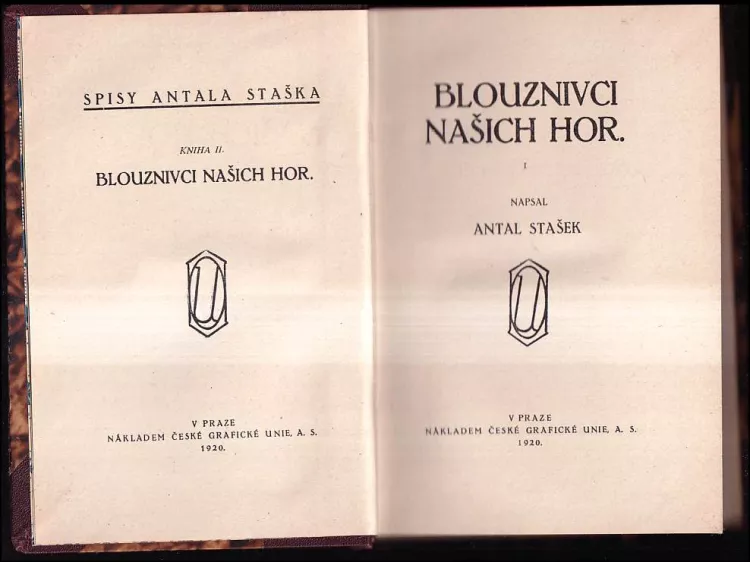 SPISY ANTALA STAŠKA
KNIHA II.
BLOUZNIVCI NAŠICH HOR.
U
V PRAZE
NÁKLADEM ČESKÉ GRAFICKÉ UNIE, A. S.
1920.
BLOUZNIVCI
NAŠICH HOR.
I
NAPSAL
ANTAL STAŠEK
U
V PRAZE
NÁKLADEM ČESKÉ GRAFICKÉ UNIE, A. S.
1920.